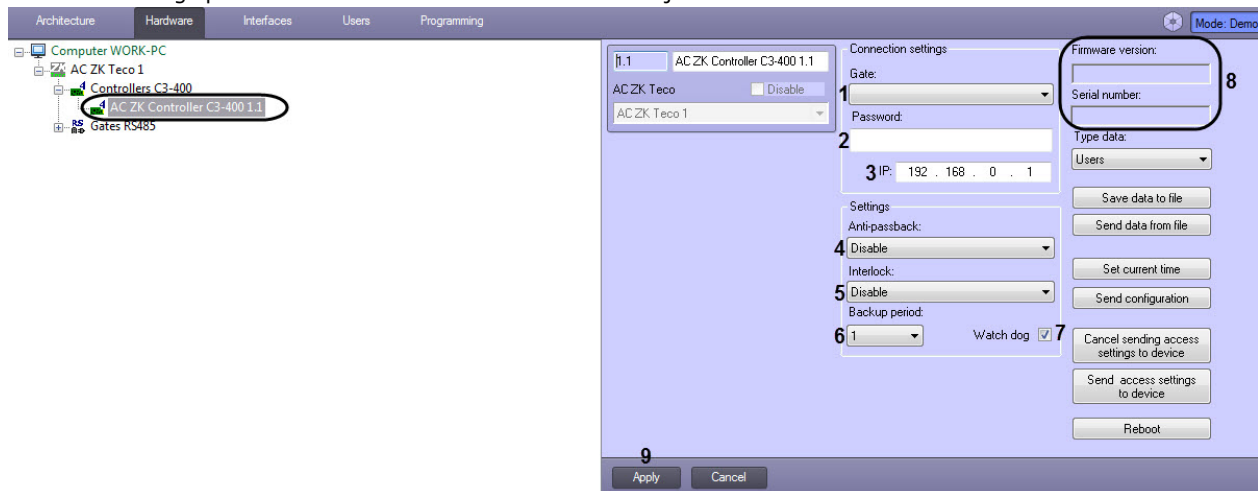 Architecture Hardware Interfaces Users Programming Mode: Demo
Computer WORK-PC
AC ZK Teco 1
4 Controllers C3-400
4 AC ZK Controller C3-400 1.1
RS Gates RS485
1.1 AC ZK Controller C3-400 1.1
AC ZK Teco Disable
AC ZK Teco 1
Connection settings
Gate:
1
Password:
2
3 IP: 192 . 168 . 0 . 1
Settings
Anti-passback:
4 Disable
Interlock:
5 Disable
Backup period:
6 1 Watch dog 7
Firmware version:
8
Serial number:
Type data:
Users
Save data to file
Send data from file
Set current time
Send configuration
Cancel sending access
settings to device
Send access settings
to device
Reboot
9
Apply Cancel